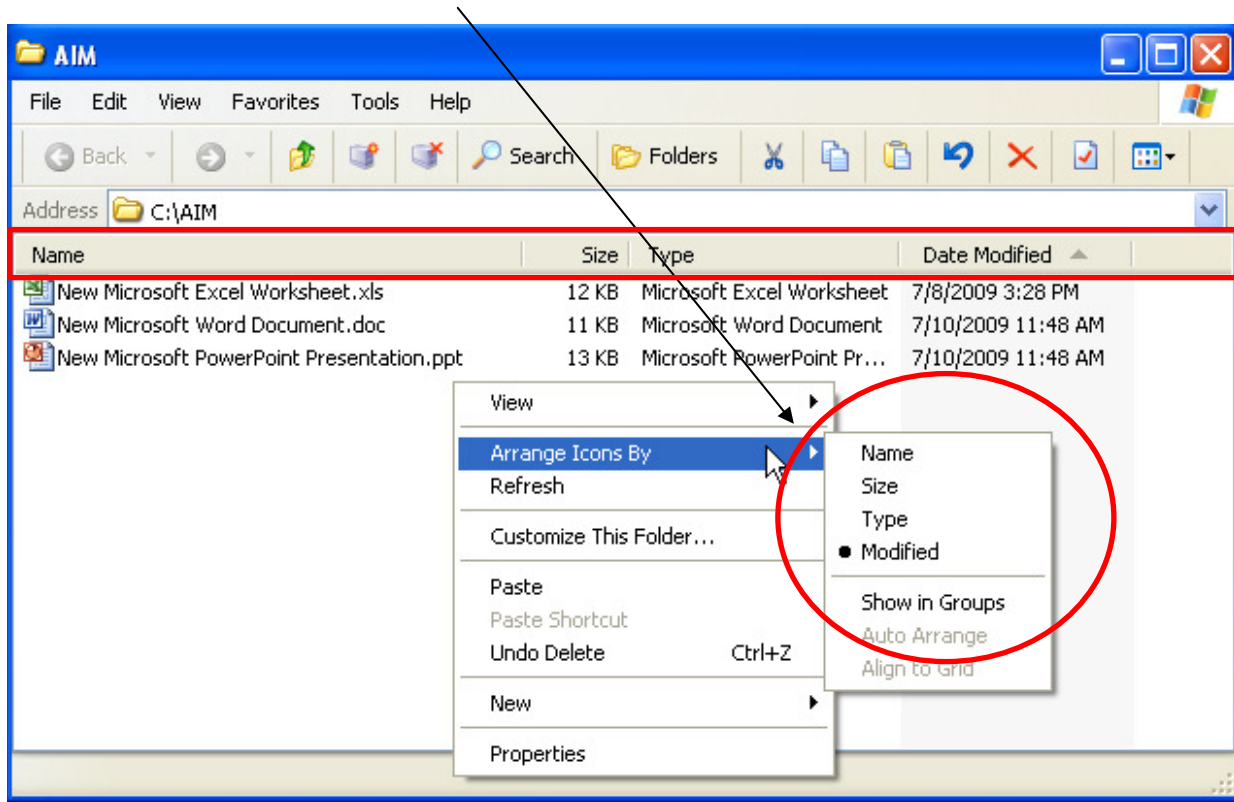 AIM
File Edit View Favorites Tools Help
Back Search Folders
Address C:\AIM
Name Size Type Date Modified
New Microsoft Excel Worksheet.xls 12 KB Microsoft Excel Worksheet 7/8/2009 3:28 PM
New Microsoft Word Document.doc 11 KB Microsoft Word Document 7/10/2009 11:48 AM
New Microsoft PowerPoint Presentation.ppt 13 KB Microsoft PowerPoint Pr... 7/10/2009 11:48 AM
View
Arrange Icons By
Refresh
Customize This Folder...
Paste
Paste Shortcut
Undo Delete Ctrl+Z
New
Properties
Name
Size
Type
Modified
Show in Groups
Auto Arrange
Align to Grid